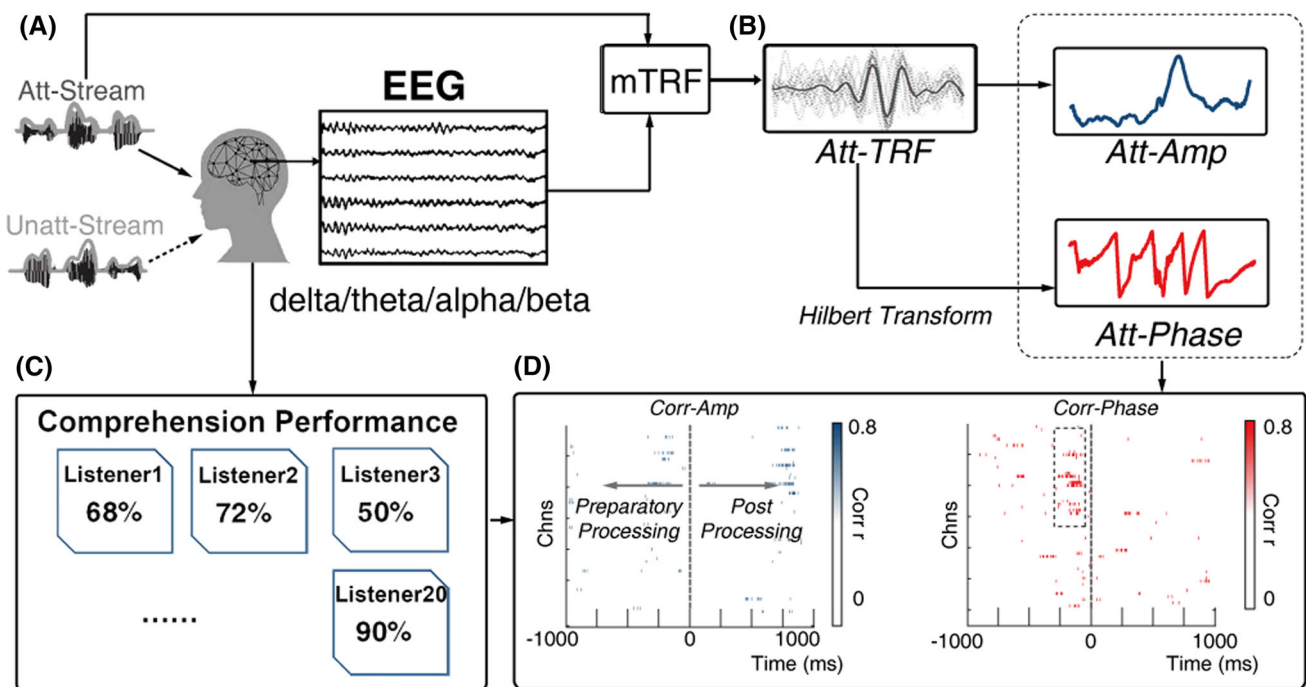 (A)
Att-Stream
Unatt-Stream
EEG
delta/theta/alpha/beta
mTRF
(B)
Att-TRF
Hilbert Transform
Att-Amp
Att-Phase
(C)
Comprehension Performance
Listener1
68%
Listener2
72%
Listener3
50%
......
Listener20
90%
(D)
Corr-Amp
Chns
Preparatory
Processing
Post
Processing
-1000
0
1000
Time (ms)
0.8
Corr r
0
Corr-Phase
Chns
-1000
0
1000
Time (ms)
0.8
Corr r
0